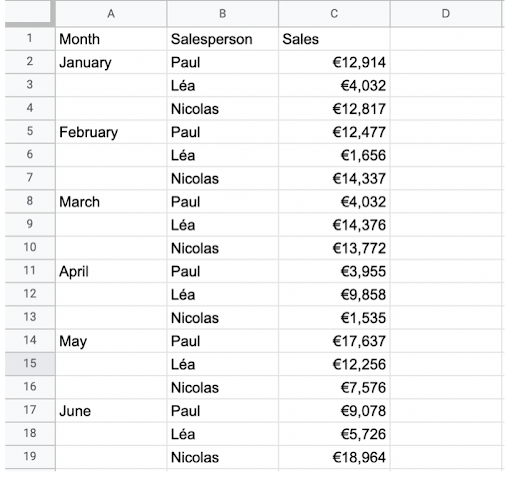 A B C D
1 Month Salesperson Sales
2 January Paul €12,914
3 Léa €4,032
4 Nicolas €12,817
5 February Paul €12,477
6 Léa €1,656
7 Nicolas €14,337
8 March Paul €4,032
9 Léa €14,376
10 Nicolas €13,772
11 April Paul €3,955
12 Léa €9,858
13 Nicolas €1,535
14 May Paul €17,637
15 Léa €12,256
16 Nicolas €7,576
17 June Paul €9,078
18 Léa €5,726
19 Nicolas €18,964